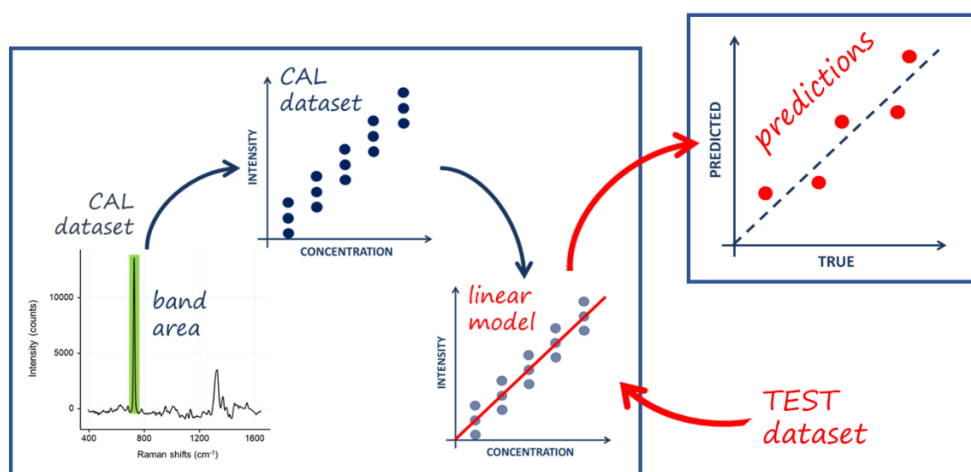 CAL
dataset
band
area
Intensity (counts)
10000
5000
0
400
800
1200
1600
Raman shifts (cm⁻¹)
CAL
dataset
INTENSITY
CONCENTRATION
linear
model
INTENSITY
CONCENTRATION
TEST
dataset
predictions
PREDICTED
TRUE